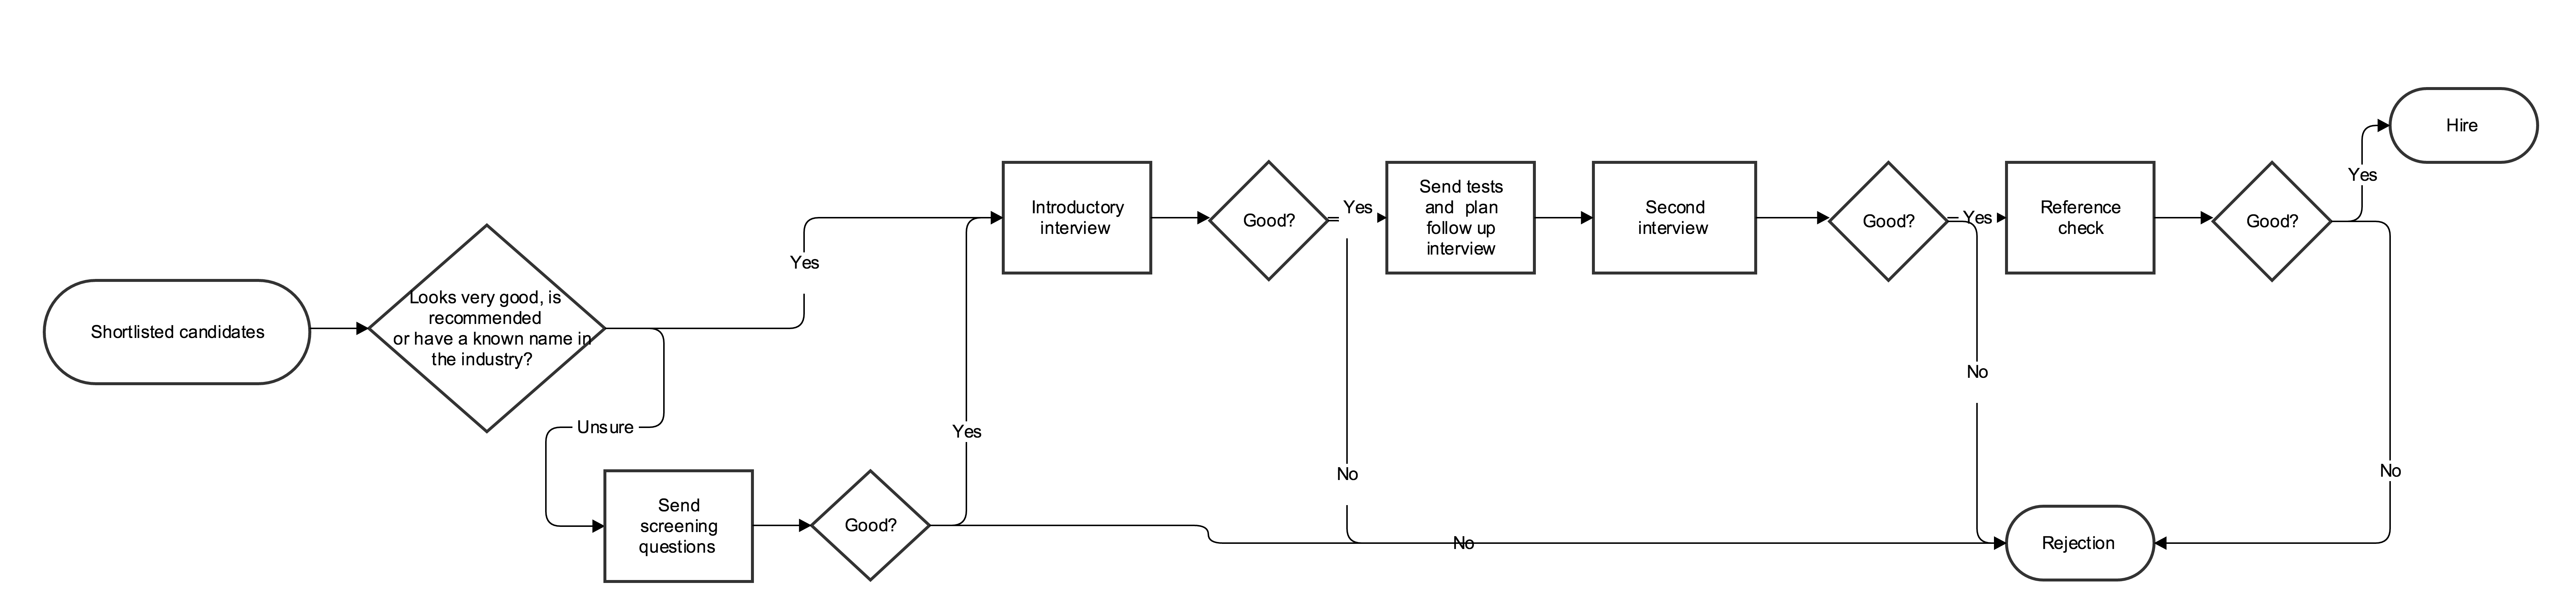 Shortlisted candidates
Looks very good, is
recommended
or have a known name in
the industry?
Yes
Unsure
Send
screening
questions
Good?
Yes
No
Introductory
interview
Good?
Yes
No
Send tests
and plan
follow up
interview
Second
interview
Good?
Yes
No
Reference
check
Good?
Yes
No
Hire
Rejection